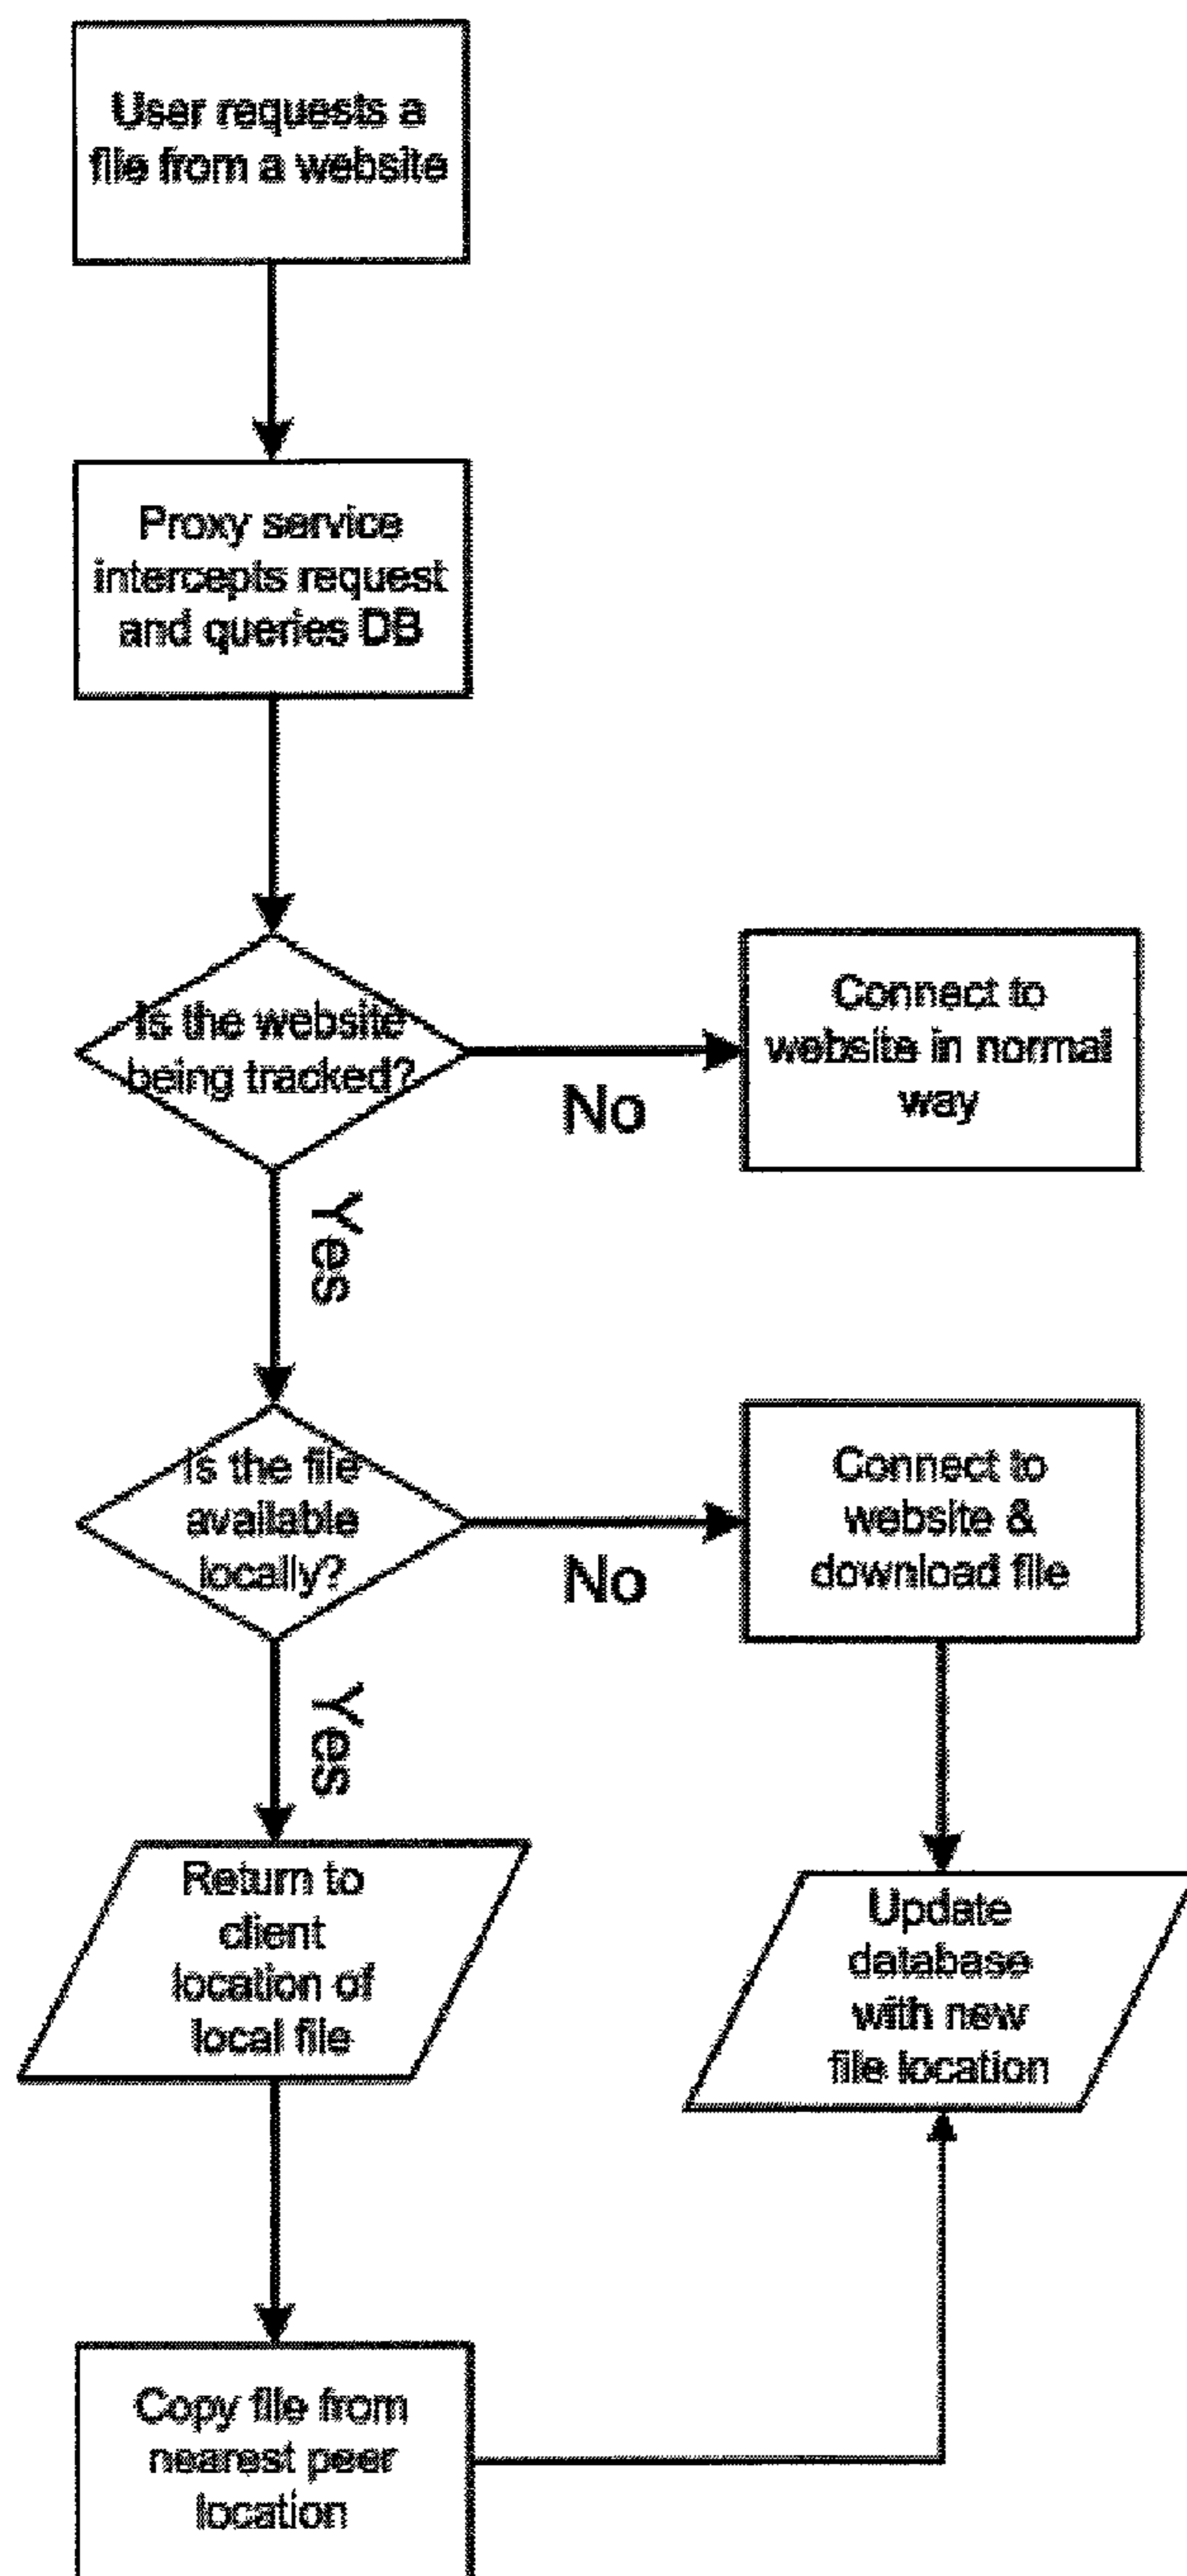 User requests a
file from a website
Proxy service
intercepts request
and queries DB
Is the website
being tracked?
No
Connect to
website in normal
way
Yes
Is the file
available
locally?
No
Connect to
website &
download file
Yes
Return to
client
location of
local file
Update
database
with new
file location
Copy file from
nearest peer
location